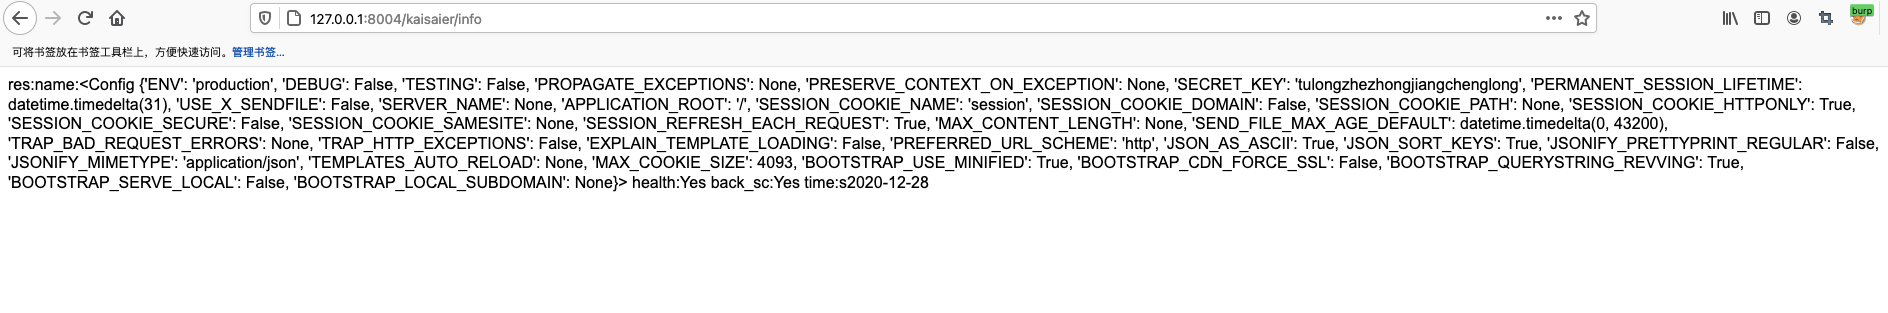 127.0.0.1:8004/kaisaier/info
burp
可将书签放在书签工具栏上，方便快速访问。管理书签...
res:name:<Config {'ENV': 'production', 'DEBUG': False, 'TESTING': False, 'PROPAGATE_EXCEPTIONS': None, 'PRESERVE_CONTEXT_ON_EXCEPTION': None, 'SECRET_KEY': 'tulongzhezhongjiangchenglong', 'PERMANENT_SESSION_LIFETIME':
datetime.timedelta(31), 'USE_X_SENDFILE': False, 'SERVER_NAME': None, 'APPLICATION_ROOT': '/', 'SESSION_COOKIE_NAME': 'session', 'SESSION_COOKIE_DOMAIN': False, 'SESSION_COOKIE_PATH': None, 'SESSION_COOKIE_HTTPONLY': True,
'SESSION_COOKIE_SECURE': False, 'SESSION_COOKIE_SAMESITE': None, 'SESSION_REFRESH_EACH_REQUEST': True, 'MAX_CONTENT_LENGTH': None, 'SEND_FILE_MAX_AGE_DEFAULT': datetime.timedelta(0, 43200),
'TRAP_BAD_REQUEST_ERRORS': None, 'TRAP_HTTP_EXCEPTIONS': False, 'EXPLAIN_TEMPLATE_LOADING': False, 'PREFERRED_URL_SCHEME': 'http', 'JSON_AS_ASCII': True, 'JSON_SORT_KEYS': True, 'JSONIFY_PRETTYPRINT_REGULAR': False,
'JSONIFY_MIMETYPE': 'application/json', 'TEMPLATES_AUTO_RELOAD': None, 'MAX_COOKIE_SIZE': 4093, 'BOOTSTRAP_USE_MINIFIED': True, 'BOOTSTRAP_CDN_FORCE_SSL': False, 'BOOTSTRAP_QUERYSTRING_REVVING': True,
'BOOTSTRAP_SERVE_LOCAL': False, 'BOOTSTRAP_LOCAL_SUBDOMAIN': None}> health:Yes back_sc:Yes time:s2020-12-28